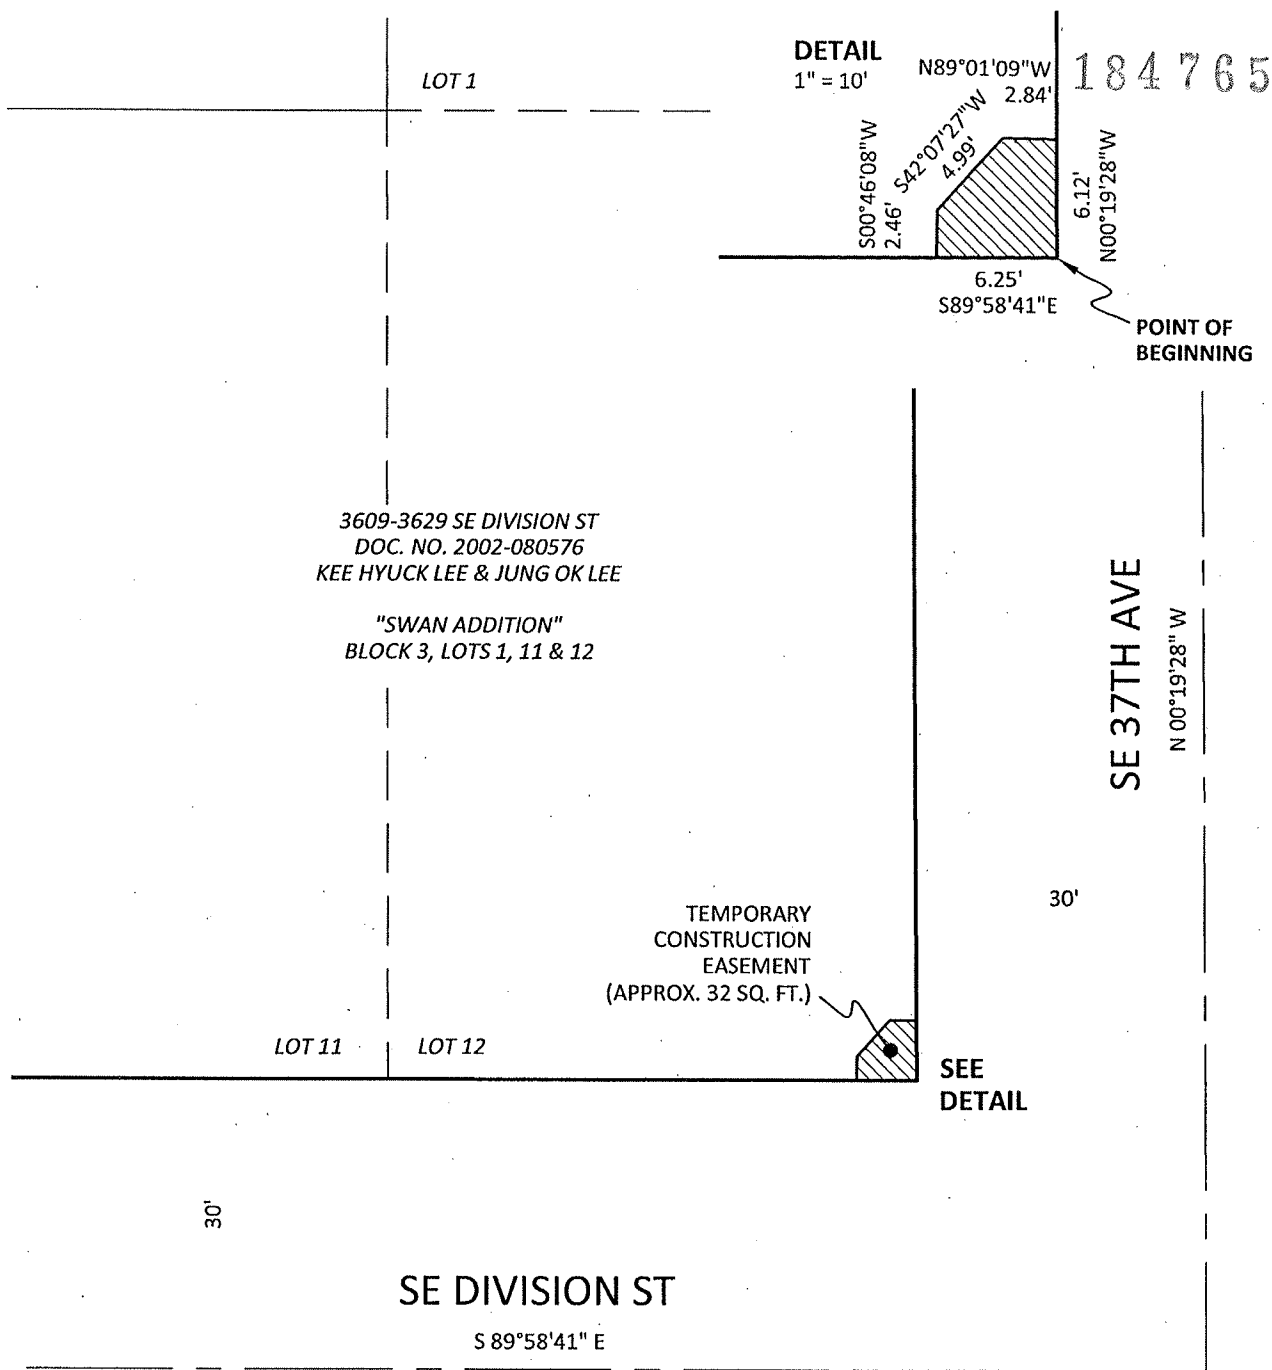 LOT 1
DETAIL
1" = 10'
N89°01'09"W
2.84'
184765
S42°07'27"W
4.99'
S00°46'08"W
2.46'
6.12'
N00°19'28"W
6.25'
S89°58'41"E
POINT OF
BEGINNING
3609-3629 SE DIVISION ST
DOC. NO. 2002-080576
KEE HYUCK LEE & JUNG OK LEE
"SWAN ADDITION"
BLOCK 3, LOTS 1, 11 & 12
SE 37TH AVE
N 00°19'28" W
30'
TEMPORARY
CONSTRUCTION
EASEMENT
(APPROX. 32 SQ. FT.)
LOT 11
LOT 12
SEE
DETAIL
30'
SE DIVISION ST
S 89°58'41" E